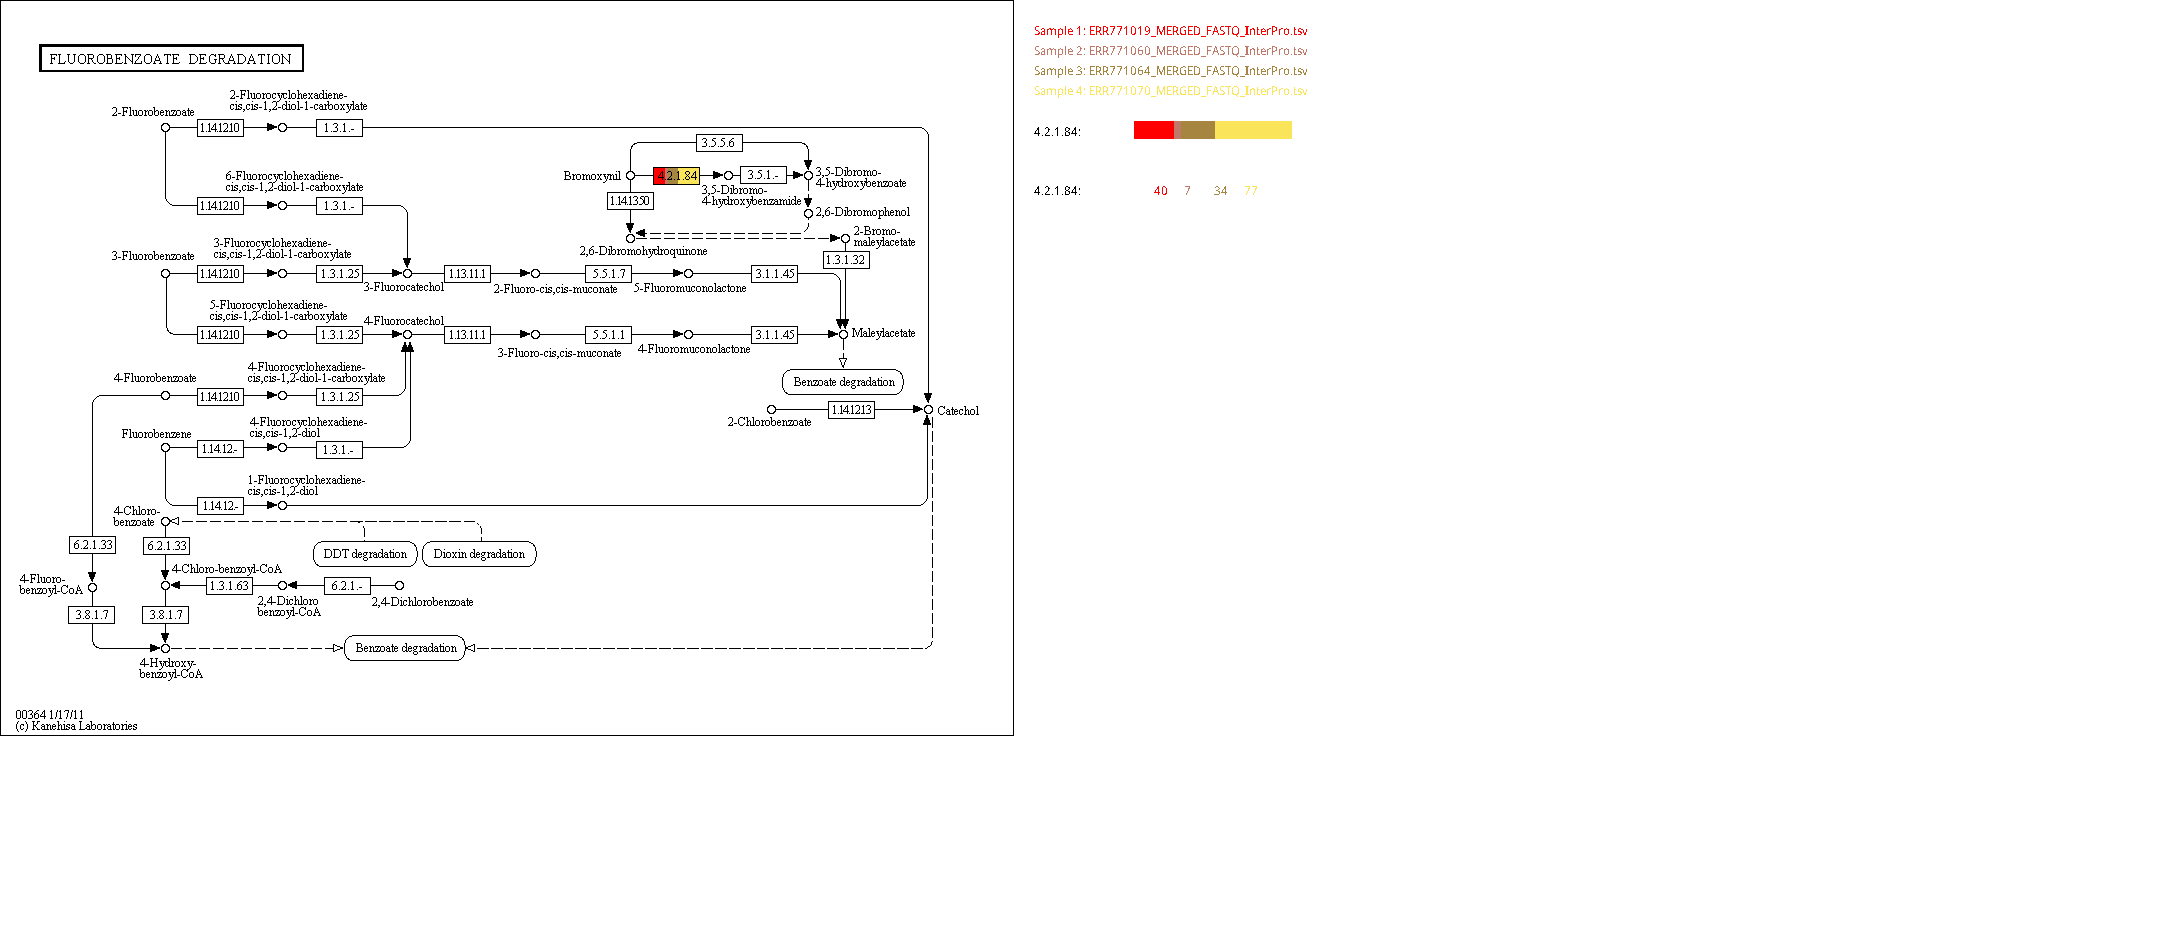 FLUOROBENZOATE DEGRADATION
2-Fluorocyclohexadiene-
cis,cis-1,2-diol-1-carboxylate
2-Fluorobenzoate
1.14.12.10
1.3.1.-
3.5.5.6
6-Fluorocyclohexadiene-
cis,cis-1,2-diol-1-carboxylate
Bromoxynil
4.2.1.84
3.5.1.-
3,5-Dibromo-
4-hydroxybenzoate
3,5-Dibromo-
4-hydroxybenzamide
1.14.12.10
1.3.1.-
1.14.13.50
2,6-Dibromophenol
2-Bromo-
maleylacetate
2,6-Dibromohydroquinone
3-Fluorocyclohexadiene-
cis,cis-1,2-diol-1-carboxylate
3-Fluorobenzoate
1.3.1.32
1.14.12.10
1.3.1.25
1.13.11.1
5.5.1.7
3.1.1.45
3-Fluorocatechol
2-Fluoro-cis,cis-muconate
5-Fluoromuconolactone
5-Fluorocyclohexadiene-
cis,cis-1,2-diol-1-carboxylate
4-Fluorocatechol
1.14.12.10
1.3.1.25
1.13.11.1
5.5.1.1
3.1.1.45
Maleylacetate
3-Fluoro-cis,cis-muconate
4-Fluoromuconolactone
4-Fluorocyclohexadiene-
cis,cis-1,2-diol-1-carboxylate
4-Fluorobenzoate
Benzoate degradation
1.14.12.10
1.3.1.25
1.14.12.13
Catechol
2-Chlorobenzoate
4-Fluorocyclohexadiene-
cis,cis-1,2-diol
Fluorobenzene
1.14.12.-
1.3.1.-
1-Fluorocyclohexadiene-
cis,cis-1,2-diol
1.14.12.-
4-Chloro-
benzoate
6.2.1.33
6.2.1.33
DDT degradation
Dioxin degradation
4-Chloro-benzoyl-CoA
4-Fluoro-
benzoyl-CoA
1.3.1.63
6.2.1.-
2,4-Dichloro
benzoyl-CoA
2,4-Dichlorobenzoate
3.8.1.7
3.8.1.7
Benzoate degradation
4-Hydroxy-
benzoyl-CoA
00364 1/17/11
(c) Kanehisa Laboratories
Sample 1: ERR771019_MERGED_FASTQ_InterPro.tsv
Sample 2: ERR771060_MERGED_FASTQ_InterPro.tsv
Sample 3: ERR771064_MERGED_FASTQ_InterPro.tsv
Sample 4: ERR771070_MERGED_FASTQ_InterPro.tsv
4.2.1.84:
4.2.1.84: 40 7 34 77